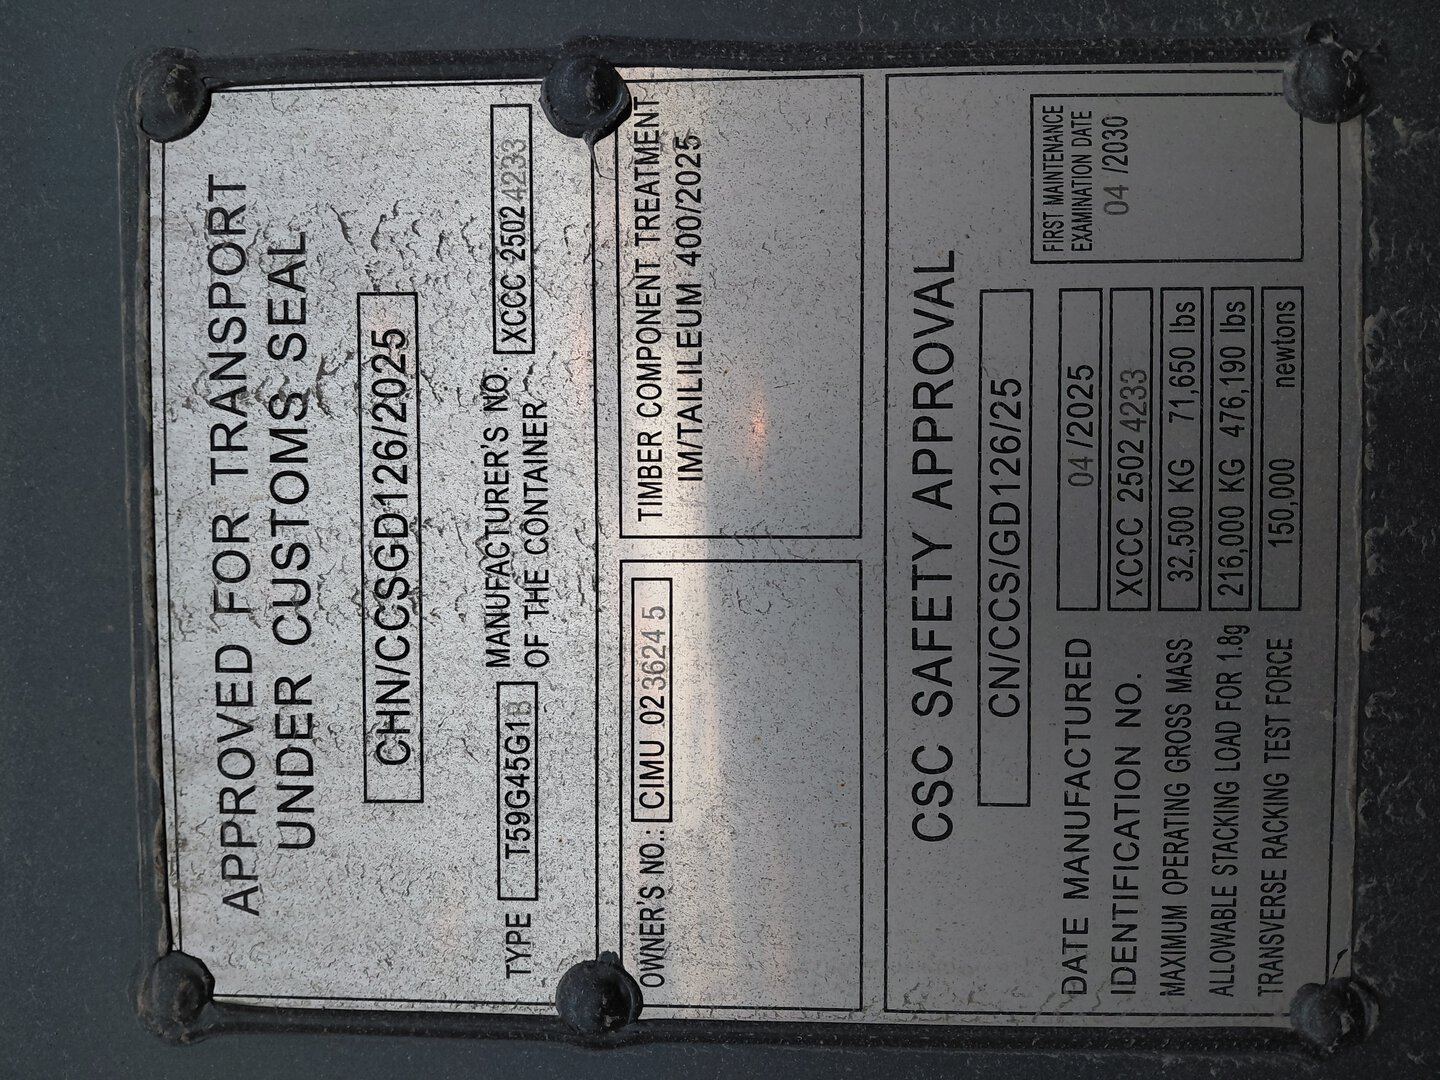 APPROVED FOR TRANSPORT
UNDER CUSTOMS SEAL
CHN/CCSGD126/2025
TYPE T59G45G1B MANUFACTURER'S NO. XCCC 2502 4233
OF THE CONTAINER
OWNER'S NO.: CIMU 02 3624 5
TIMBER COMPONENT TREATMENT
IM/TAILILEUM 400/2025
CSC SAFETY APPROVAL
CN/CCS/GD126/25
FIRST MAINTENANCE
EXAMINATION DATE
04 /2030
DATE MANUFACTURED 04 /2025
IDENTIFICATION NO. XCCC 2502 4233
MAXIMUM OPERATING GROSS MASS 32,500 KG 71,650 lbs
ALLOWABLE STACKING LOAD FOR 1.8g 216,000 KG 476,190 lbs
TRANSVERSE RACKING TEST FORCE 150,000 newtons